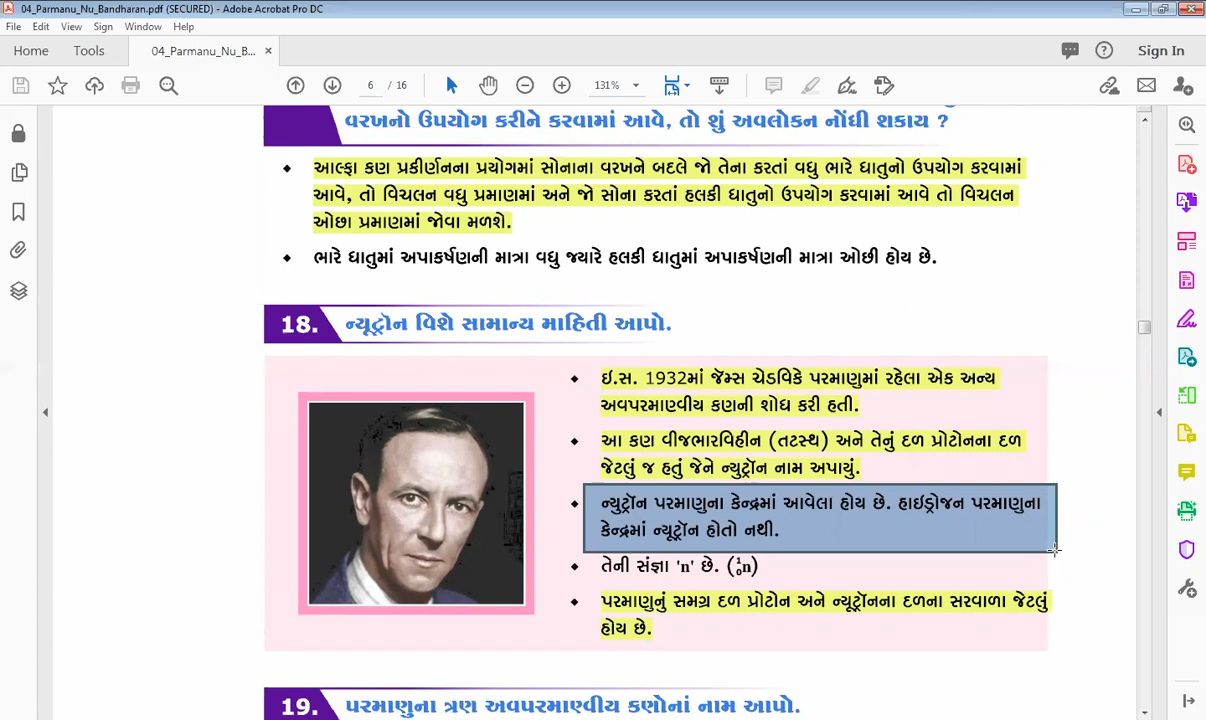 04_Parmanu_Nu_Bandharan.pdf (SECURED) - Adobe Acrobat Pro DC
File Edit View Sign Window Help
Home Tools 04_Parmanu_Nu_B... × Sign In
6 / 16 131%
વરખનો ઉપયોગ કરીને કરવામાં આવે, તો શું અવલોકન નોંધી શકાય ?
◆ આલ્ફા કણ પ્રકીર્ણનના પ્રયોગમાં સોનાના વરખને બદલે જો તેના કરતાં વધુ ભારે ધાતુનો ઉપયોગ કરવામાં
આવે, તો વિચલન વધુ પ્રમાણમાં અને જો સોના કરતાં હલકી ધાતુનો ઉપયોગ કરવામાં આવે તો વિચલન
ઓછા પ્રમાણમાં જોવા મળશે.
◆ ભારે ધાતુમાં અપાકર્ષણની માત્રા વધુ જ્યારે હલકી ધાતુમાં અપાકર્ષણની માત્રા ઓછી હોય છે.
18. ન્યૂટ્રૉન વિશે સામાન્ય માહિતી આપો.
◆ ઇ.સ. 1932માં જૅમ્સ ચેડવિકે પરમાણુમાં રહેલા એક અન્ય
અવપરમાણ્વીય કણની શોધ કરી હતી.
◆ આ કણ વીજભારવિહીન (તટસ્થ) અને તેનું દળ પ્રોટોનના દળ
જેટલું જ હતું જેને ન્યુટ્રૉન નામ અપાયું.
◆ ન્યુટ્રૉન પરમાણુના કેન્દ્રમાં આવેલા હોય છે. હાઇડ્રોજન પરમાણુના
કેન્દ્રમાં ન્યૂટ્રૉન હોતો નથી.
◆ તેની સંજ્ઞા 'n' છે. (¹₀n)
◆ પરમાણુનું સમગ્ર દળ પ્રોટોન અને ન્યૂટ્રૉનના દળના સરવાળા જેટલું
હોય છે.
19. પરમાણુના ત્રણ અવપરમાણ્વીય કણોનાં નામ આપો.